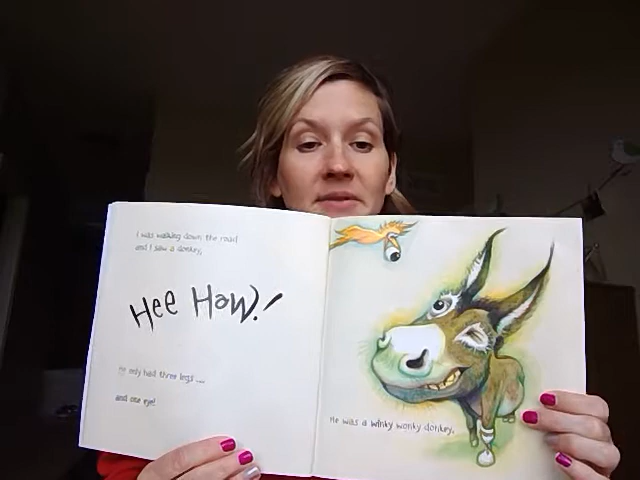 I was walking down the road
and I saw a donkey,
Hee Haw!
He only had three legs ...
and one eye!
He was a winky wonky donkey.